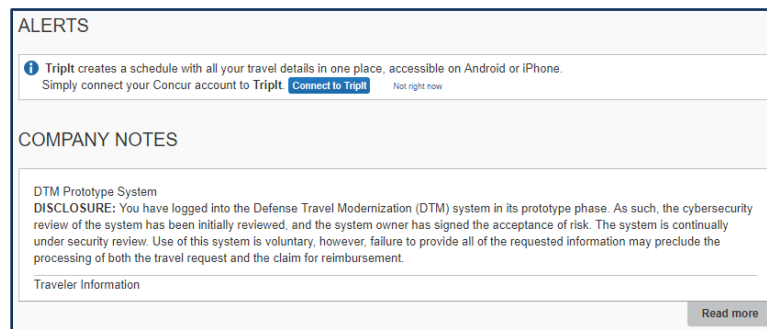 ALERTS
TripIt creates a schedule with all your travel details in one place, accessible on Android or iPhone.
Simply connect your Concur account to TripIt. Connect to TripIt Not right now
COMPANY NOTES
DTM Prototype System
DISCLOSURE: You have logged into the Defense Travel Modernization (DTM) system in its prototype phase. As such, the cybersecurity
review of the system has been initially reviewed, and the system owner has signed the acceptance of risk. The system is continually
under security review. Use of this system is voluntary, however, failure to provide all of the requested information may preclude the
processing of both the travel request and the claim for reimbursement.
Traveler Information
Read more